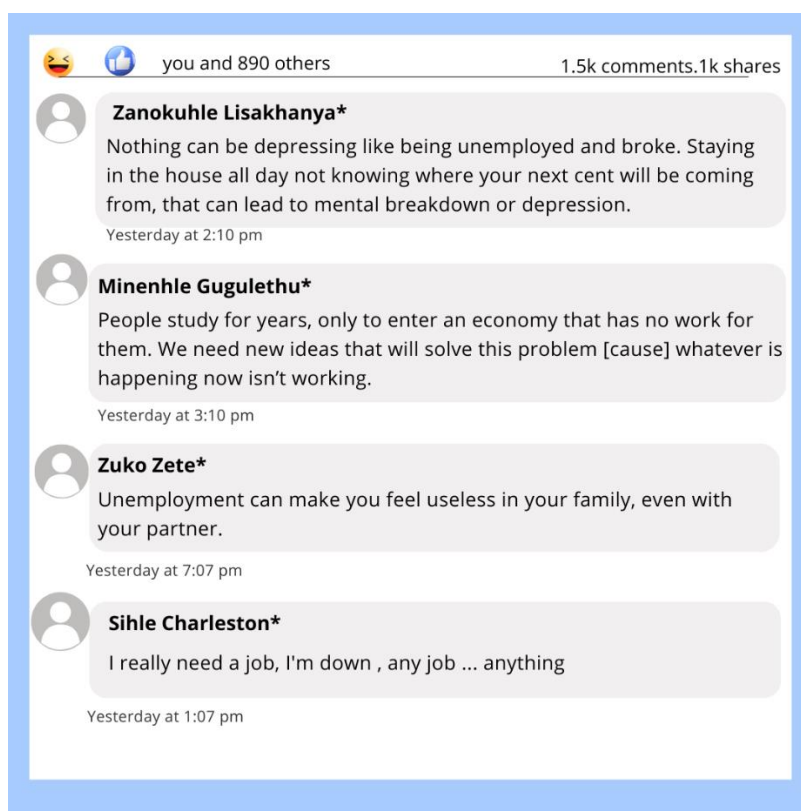 you and 890 others
1.5k comments.1k shares
Zanokuhle Lisakhanya*
Nothing can be depressing like being unemployed and broke. Staying
in the house all day not knowing where your next cent will be coming
from, that can lead to mental breakdown or depression.
Yesterday at 2:10 pm
Minenhle Gugulethu*
People study for years, only to enter an economy that has no work for
them. We need new ideas that will solve this problem [cause] whatever is
happening now isn’t working.
Yesterday at 3:10 pm
Zuko Zete*
Unemployment can make you feel useless in your family, even with
your partner.
Yesterday at 7:07 pm
Sihle Charleston*
I really need a job, I'm down , any job ... anything
Yesterday at 1:07 pm